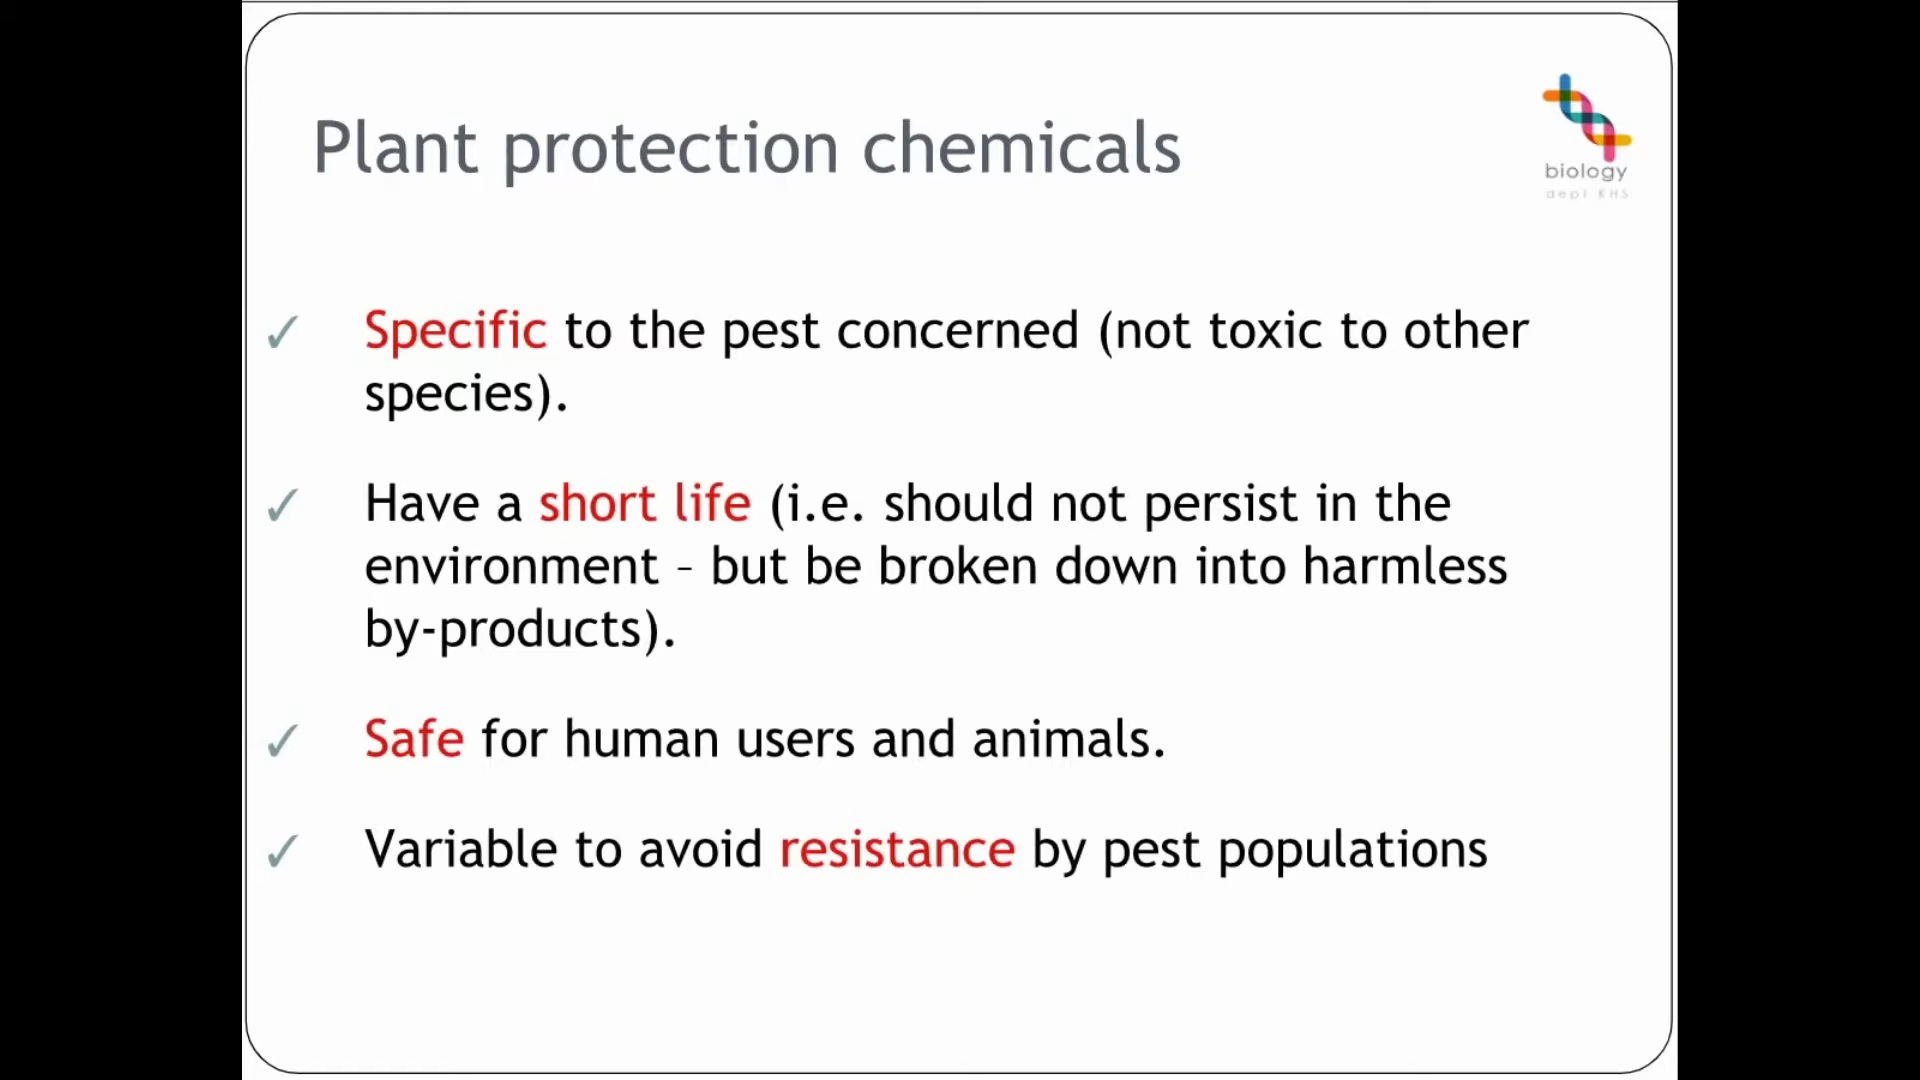 Plant protection chemicals
biology
dept KHS
✓ Specific to the pest concerned (not toxic to other
species).
✓ Have a short life (i.e. should not persist in the
environment – but be broken down into harmless
by-products).
✓ Safe for human users and animals.
✓ Variable to avoid resistance by pest populations